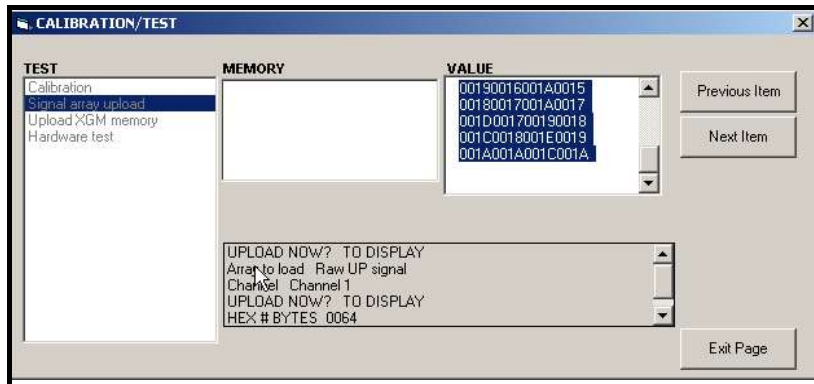 CALIBRATION/TEST
TEST
Calibration
Signal array upload
Upload XGM memory
Hardware test
MEMORY
VALUE
00190016001A0015
00180017001A0017
001D001700190018
001C0018001E0019
001A001A001C001A
Previous Item
Next Item
UPLOAD NOW? TO DISPLAY
Array to load Raw UP signal
Channel Channel 1
UPLOAD NOW? TO DISPLAY
HEX # BYTES 0064
Exit Page